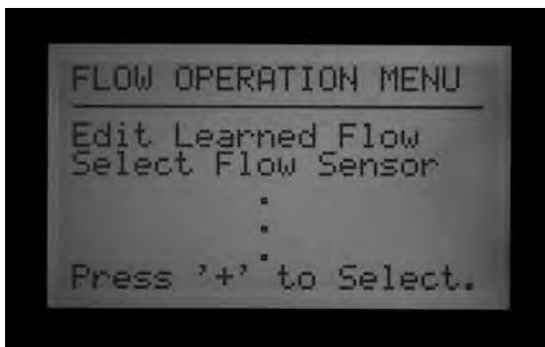 FLOW OPERATION MENU
Edit Learned Flow
Select Flow Sensor
.
.
.
Press '+' to Select.